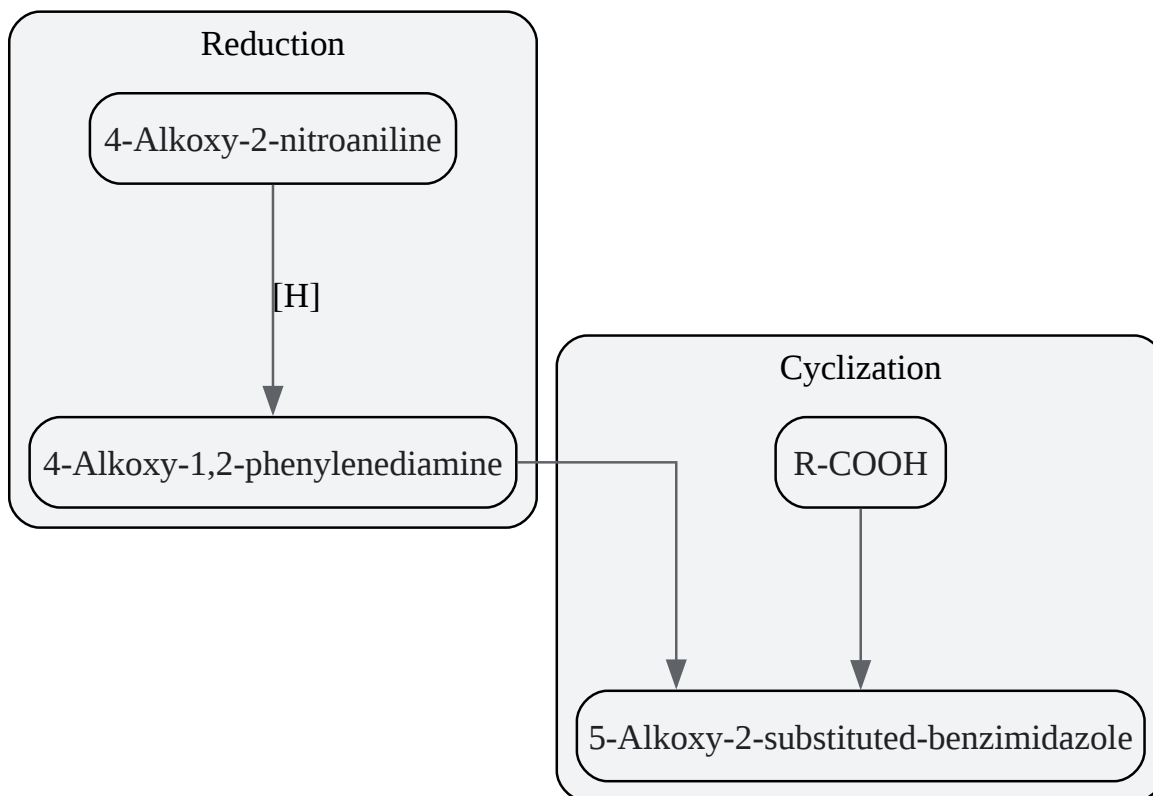 Reduction
4-Alkoxy-2-nitroaniline
[H]
4-Alkoxy-1,2-phenylenediamine
Cyclization
R-COOH
5-Alkoxy-2-substituted-benzimidazole